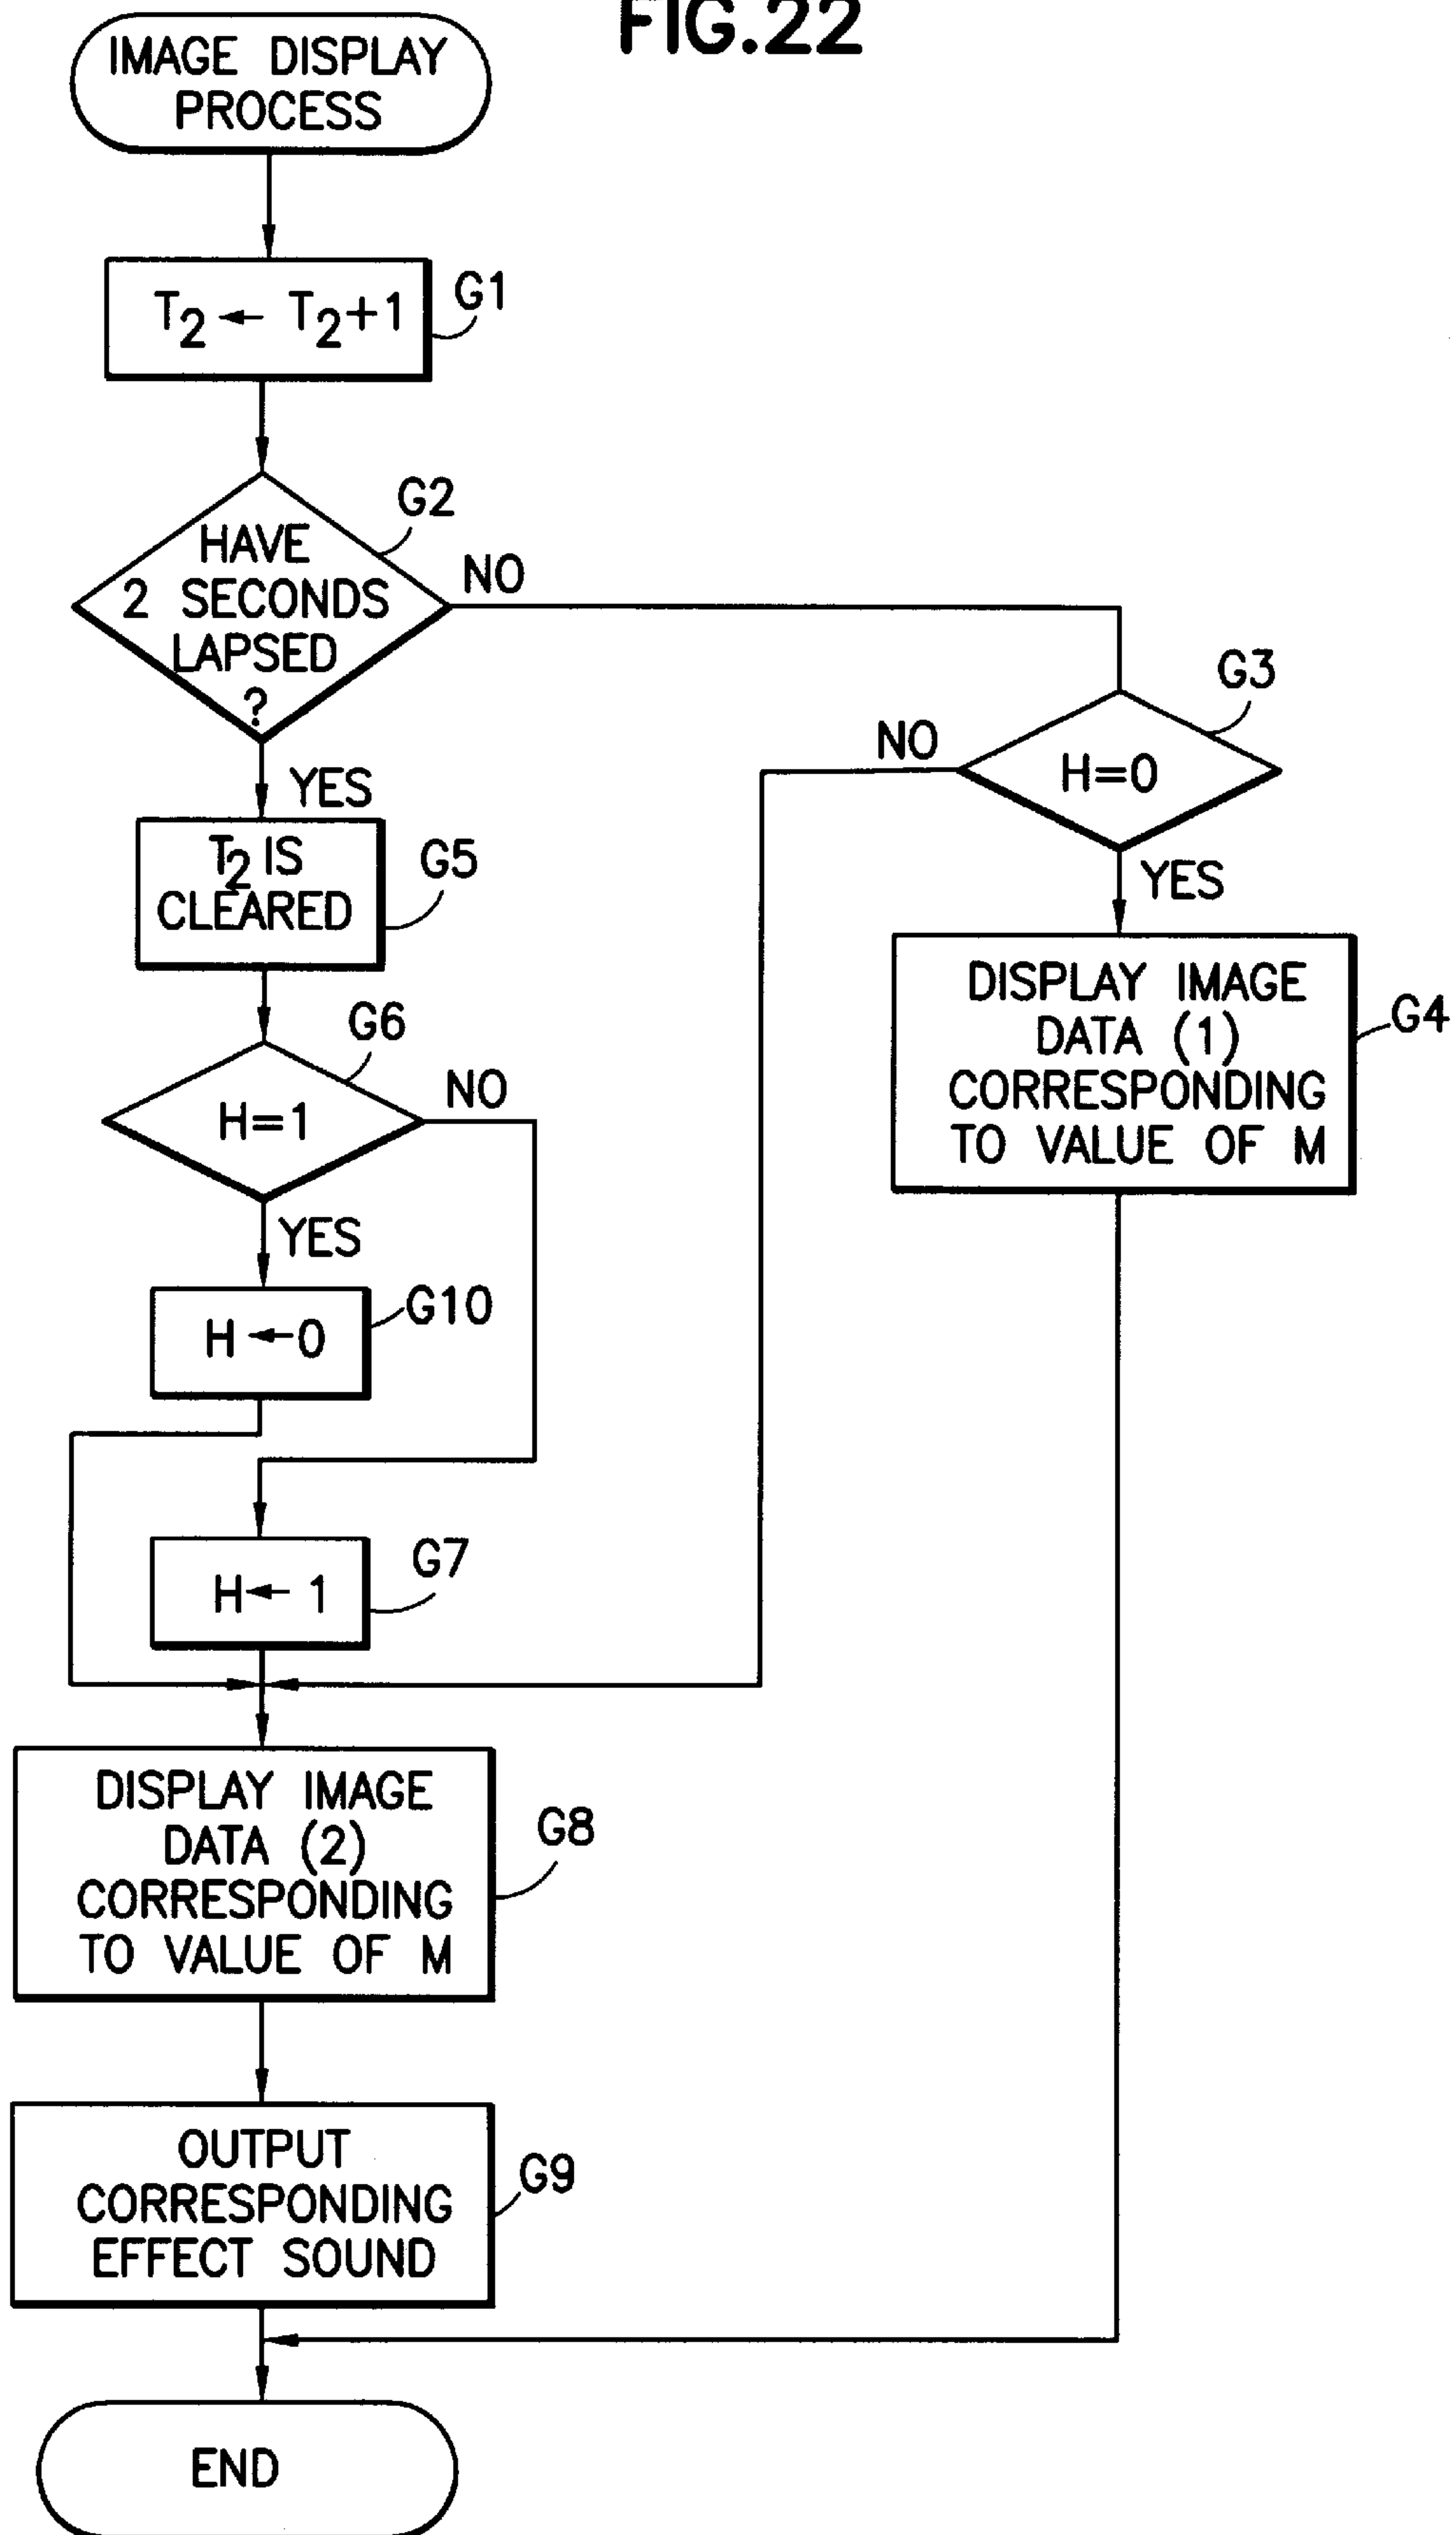 FIG.22
IMAGE DISPLAY
PROCESS
T2 ← T2+1
G1
HAVE
2 SECONDS
LAPSED
?
G2
NO
YES
G3
H=0
NO
YES
T2 IS
CLEARED
G5
DISPLAY IMAGE
DATA (1)
CORRESPONDING
TO VALUE OF M
G4
G6
H=1
NO
YES
H ←0
G10
H← 1
G7
DISPLAY IMAGE
DATA (2)
CORRESPONDING
TO VALUE OF M
G8
OUTPUT
CORRESPONDING
EFFECT SOUND
G9
END